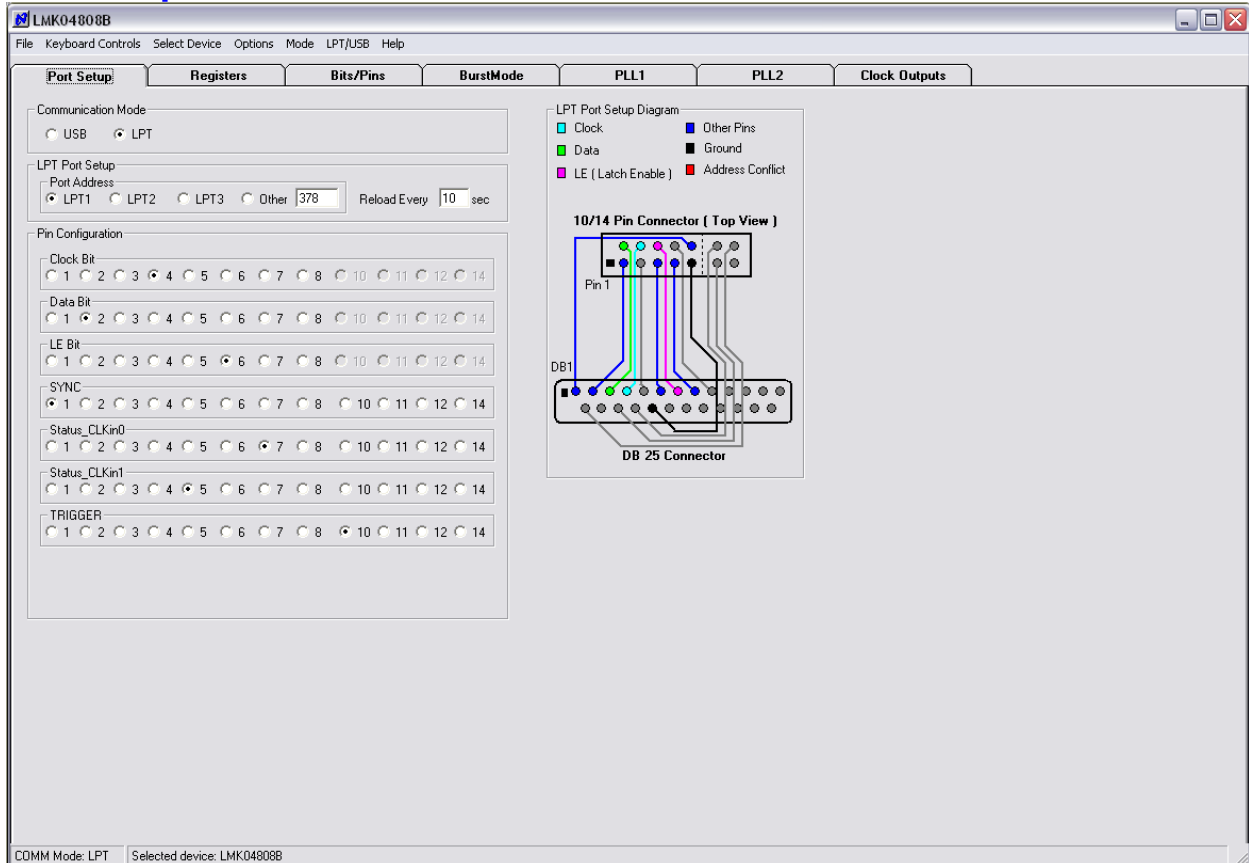 LMK04808B
File Keyboard Controls Select Device Options Mode LPT/USB Help
Port Setup Registers Bits/Pins BurstMode PLL1 PLL2 Clock Outputs
Communication Mode
USB LPT
LPT Port Setup
Port Address
LPT1 LPT2 LPT3 Other 378 Reload Every 10 sec
Pin Configuration
Clock Bit
1 2 3 4 5 6 7 8 10 11 12 14
Data Bit
1 2 3 4 5 6 7 8 10 11 12 14
LE Bit
1 2 3 4 5 6 7 8 10 11 12 14
SYNC
1 2 3 4 5 6 7 8 10 11 12 14
Status_CLKin0
1 2 3 4 5 6 7 8 10 11 12 14
Status_CLKin1
1 2 3 4 5 6 7 8 10 11 12 14
TRIGGER
1 2 3 4 5 6 7 8 10 11 12 14
LPT Port Setup Diagram
Clock Other Pins
Data Ground
LE ( Latch Enable ) Address Conflict
10/14 Pin Connector ( Top View )
Pin 1
DB1
DB 25 Connector
COMM Mode: LPT Selected device: LMK04808B